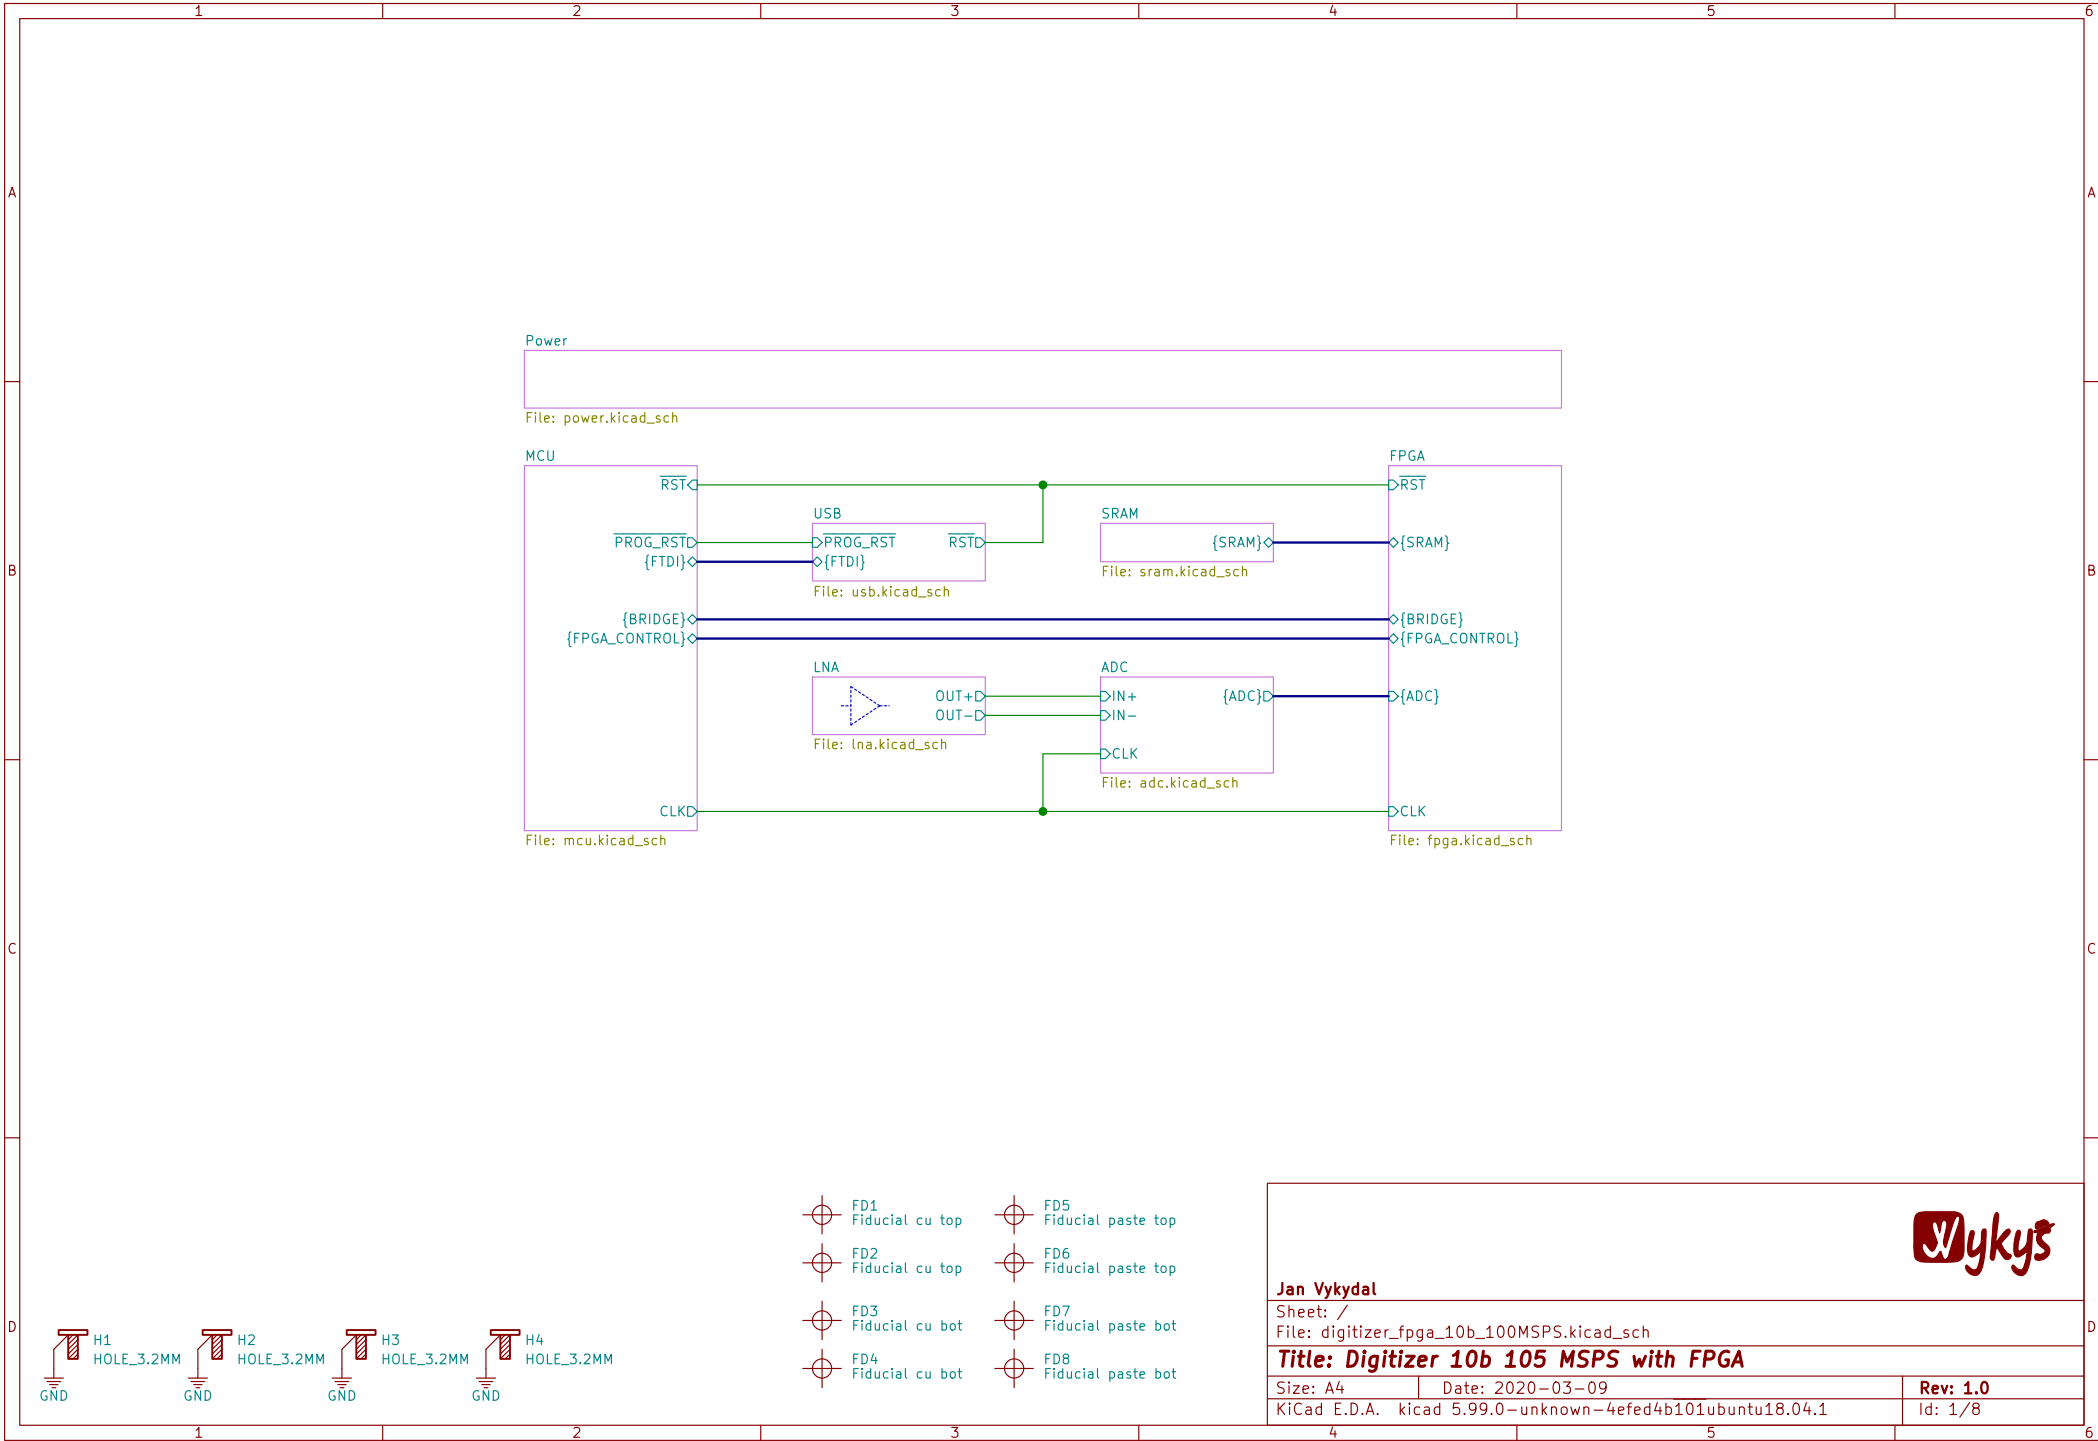 1 2 3 4 5 6
A A
B B
C C
D D
Power
File: power.kicad_sch
MCU
RST
PROG_RST
{FTDI}
{BRIDGE}
{FPGA_CONTROL}
CLK
File: mcu.kicad_sch
USB
PROG_RST RST
{FTDI}
File: usb.kicad_sch
SRAM
{SRAM}
File: sram.kicad_sch
LNA
OUT+
OUT-
File: lna.kicad_sch
ADC
IN+ {ADC}
IN-
CLK
File: adc.kicad_sch
FPGA
RST
{SRAM}
{BRIDGE}
{FPGA_CONTROL}
{ADC}
CLK
File: fpga.kicad_sch
H1
HOLE_3.2MM
GND
H2
HOLE_3.2MM
GND
H3
HOLE_3.2MM
GND
H4
HOLE_3.2MM
GND
FD1
Fiducial cu top
FD2
Fiducial cu top
FD3
Fiducial cu bot
FD4
Fiducial cu bot
FD5
Fiducial paste top
FD6
Fiducial paste top
FD7
Fiducial paste bot
FD8
Fiducial paste bot
Wykys
Jan Vykydal
Sheet: /
File: digitizer_fpga_10b_100MSPS.kicad_sch
Title: Digitizer 10b 105 MSPS with FPGA
Size: A4 Date: 2020-03-09 Rev: 1.0
KiCad E.D.A. kicad 5.99.0-unknown-4efed4b101ubuntu18.04.1 Id: 1/8
1 2 3 4 5 6